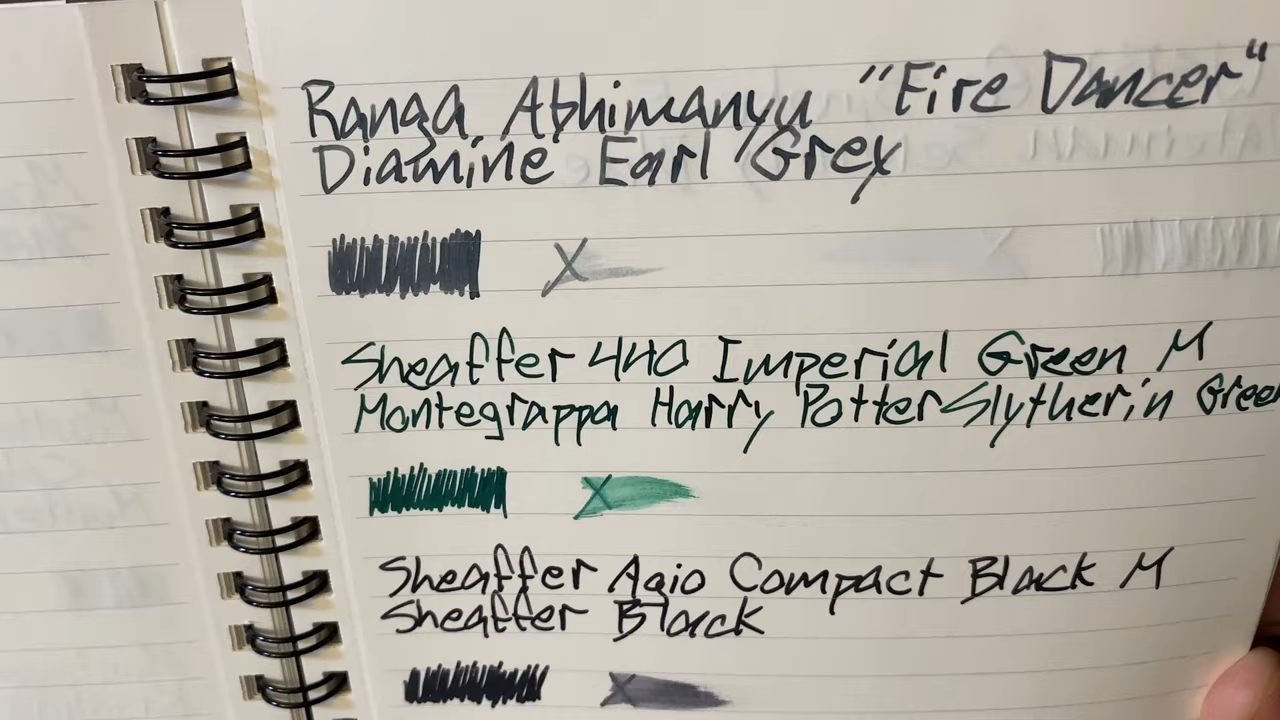 Ranga Abhimanyu "Fire Dancer"
Diamine Earl Grey
X
Sheaffer 440 Imperial Green M
Montegrappa Harry Potter Slytherin Green
X
Sheaffer Agio Compact Black M
Sheaffer Black
X